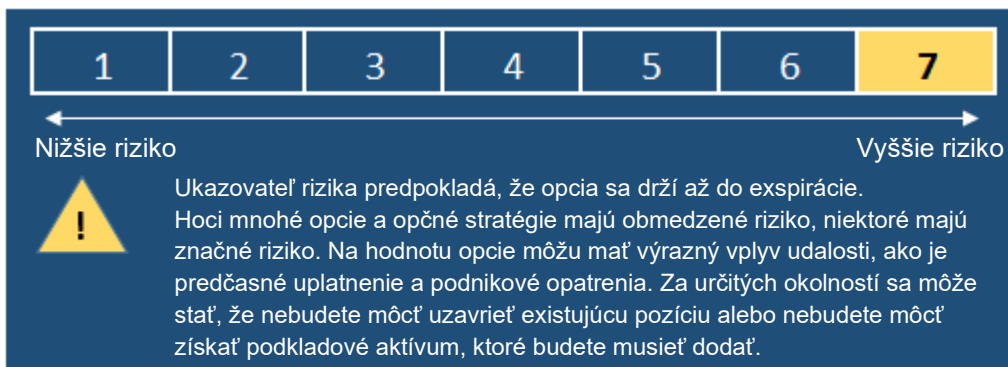 1 2 3 4 5 6 7
Nižšie riziko Vyššie riziko
! Ukazovateľ rizika predpokladá, že opcia sa drží až do exspirácie.
Hoci mnohé opcie a opčné stratégie majú obmedzené riziko, niektoré majú
značné riziko. Na hodnotu opcie môžu mať výrazný vplyv udalosti, ako je
predčasné uplatnenie a podnikové opatrenia. Za určitých okolností sa môže
stať, že nebudete môcť uzavrieť existujúcu pozíciu alebo nebudete môcť
získať podkladové aktívum, ktoré budete musieť dodať.